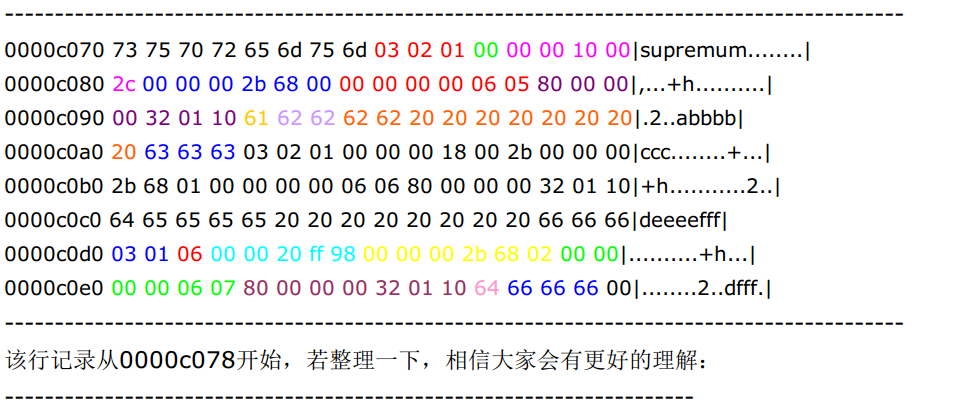 --------------------------------------------------------------------------------
0000c070 73 75 70 72 65 6d 75 6d 03 02 01 00 00 00 10 00|supremum........|
0000c080 2c 00 00 00 2b 68 00 00 00 00 00 06 05 80 00 00|,...+h..........|
0000c090 00 32 01 10 61 62 62 62 62 20 20 20 20 20 20 20|.2..abbbb|
0000c0a0 20 63 63 63 03 02 01 00 00 00 18 00 2b 00 00 00|ccc........+...|
0000c0b0 2b 68 01 00 00 00 00 06 06 80 00 00 00 32 01 10|+h...........2..|
0000c0c0 64 65 65 65 65 20 20 20 20 20 20 20 20 66 66 66|deeeefff|
0000c0d0 03 01 06 00 00 20 ff 98 00 00 00 2b 68 02 00 00|..........+h...|
0000c0e0 00 00 06 07 80 00 00 00 32 01 10 64 66 66 66 00|........2..dfff.|
--------------------------------------------------------------------------------
该行记录从0000c078开始，若整理一下，相信大家会有更好的理解：
--------------------------------------------------------------